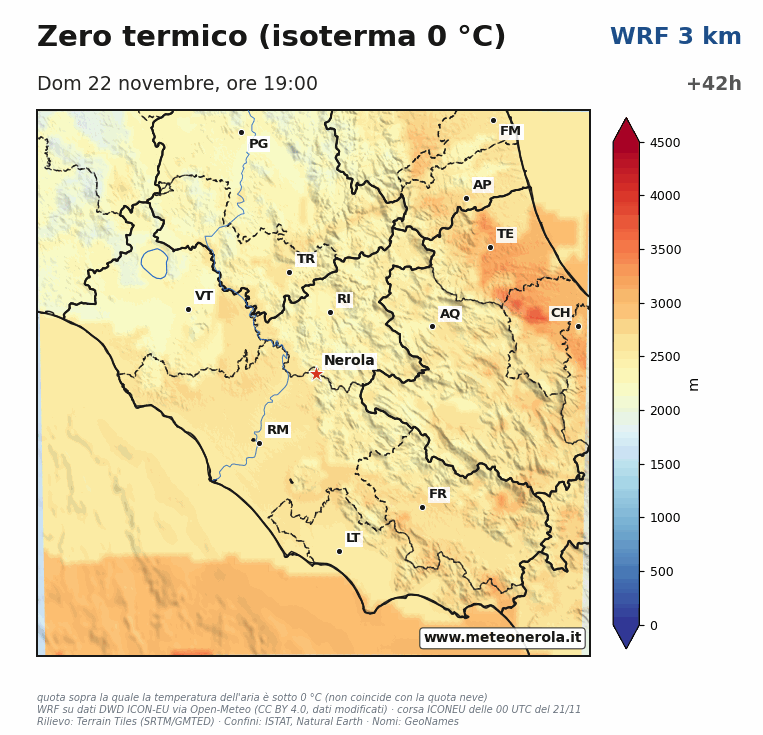 Zero termico (isoterma 0 °C)
WRF 3 km
Dom 22 novembre, ore 19:00
+42h
PG
FM
AP
TE
TR
VT
RI
AQ
CH
Nerola
RM
FR
LT
www.meteonerola.it
4500
4000
3500
3000
2500
2000
1500
1000
500
0
m
quota sopra la quale la temperatura dell'aria è sotto 0 °C (non coincide con la quota neve)
WRF su dati DWD ICON-EU via Open-Meteo (CC BY 4.0, dati modificati) · corsa ICONEU delle 00 UTC del 21/11
Rilievo: Terrain Tiles (SRTM/GMTED) · Confini: ISTAT, Natural Earth · Nomi: GeoNames